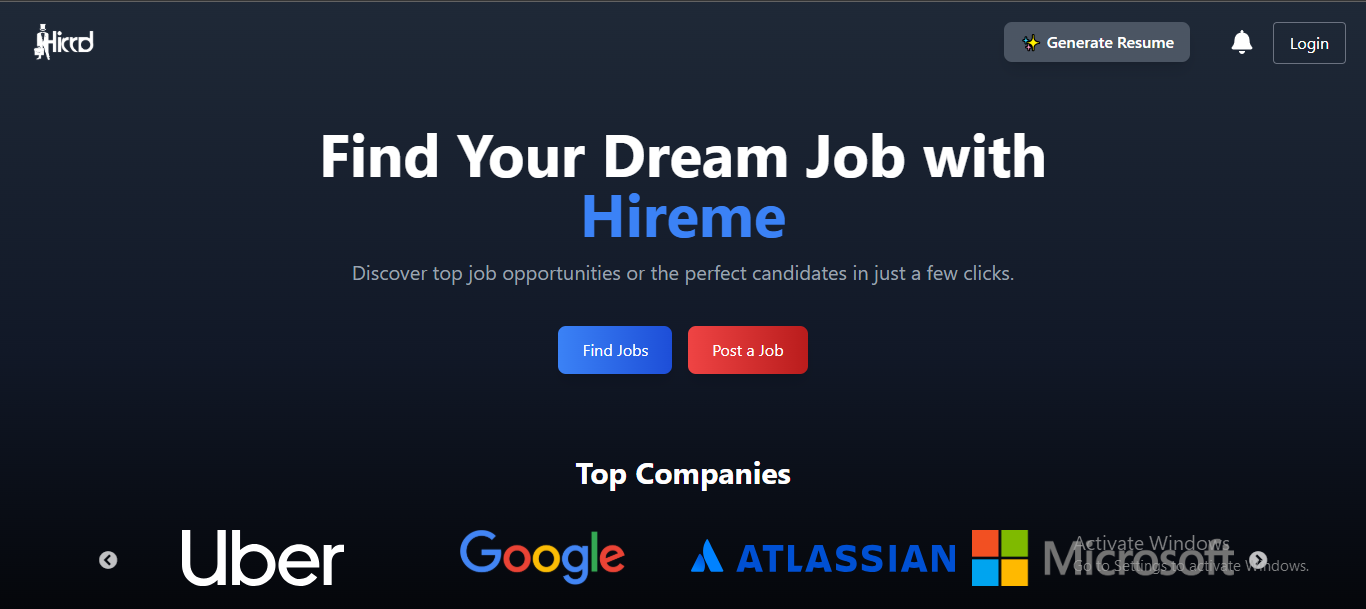 Hirrd
✨ Generate Resume
Login
Find Your Dream Job with
Hireme
Discover top job opportunities or the perfect candidates in just a few clicks.
Find Jobs
Post a Job
Top Companies
Uber
Google
ATLASSIAN
Microsoft
Activate Windows
Go to Settings to activate Windows.